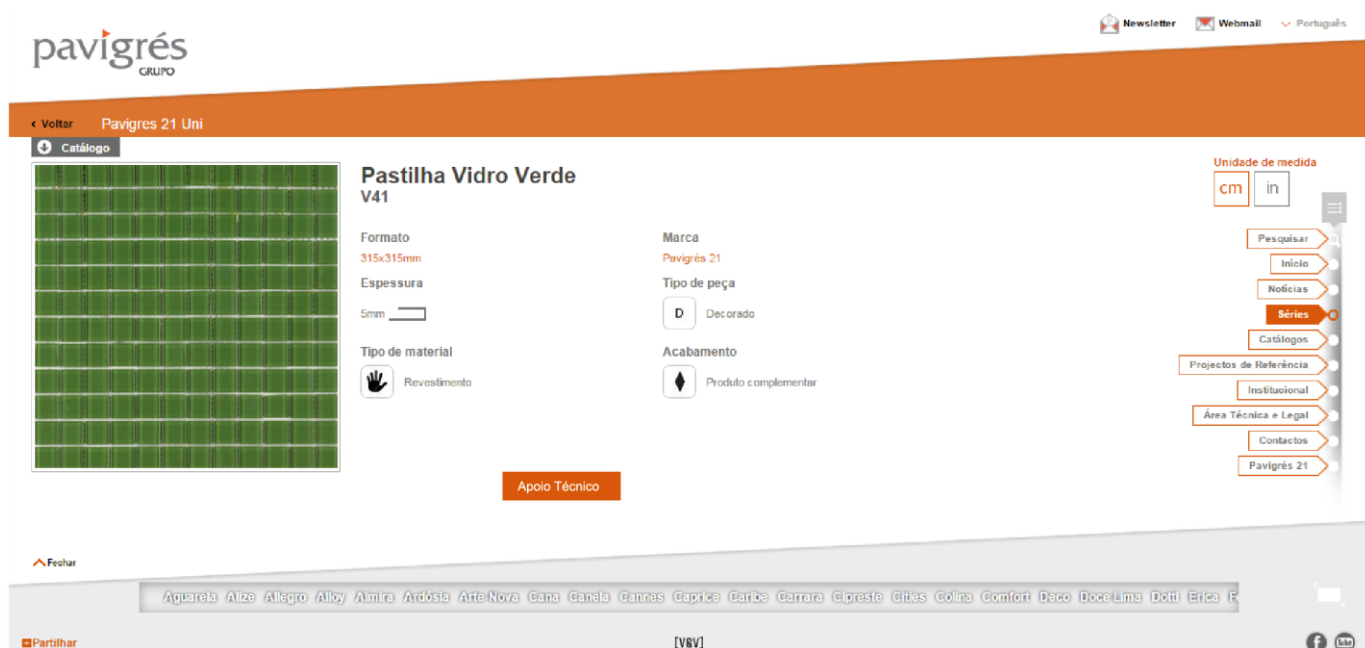 Newsletter Webmail Português
pavigrés
GRUPO
‹ Voltar Pavigres 21 Uni
Catálogo
Pastilha Vidro Verde
V41
Unidade de medida
cm in
Formato Marca
315x315mm Pavigrés 21
Espessura Tipo de peça
5mm D Decorado
Tipo de material Acabamento
Revestimento Produto complementar
Pesquisar
Início
Notícias
Séries
Catálogos
Projectos de Referência
Institucional
Área Técnica e Legal
Contactos
Pavigrés 21
Apoio Técnico
Fechar
Aguarela Alize Allegro Alloy Almira Ardósia Arte-Nova Cana Canela Cannes Caprice Caribe Carrara Cipreste Cities Colina Comfort Deco Doce Lima Dotti Erica
Partilhar [V&V] f Tube